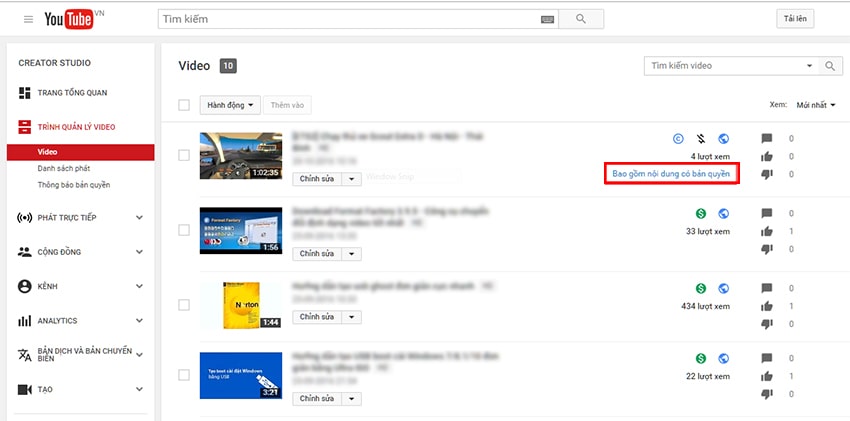 YouTube VN
Tìm kiếm
Tải lên
CREATOR STUDIO
TRANG TỔNG QUAN
TRÌNH QUẢN LÝ VIDEO
Video
Danh sách phát
Thông báo bản quyền
PHÁT TRỰC TIẾP
CỘNG ĐỒNG
KÊNH
ANALYTICS
BẢN DỊCH VÀ BẢN CHUYỂN
BIÊN
TẠO
Video 10
Tìm kiếm video
Hành động
Thêm vào
Xem: Mới nhất
1:02:35
Chỉnh sửa
Window Snip
4 lượt xem
Bao gồm nội dung có bản quyền
0
0
0
Format Factory
1:56
Chỉnh sửa
33 lượt xem
0
0
0
Norton
1:44
Chỉnh sửa
434 lượt xem
0
1
0
Tạo boot cài đặt Windows
bằng USB
3:21
Chỉnh sửa
22 lượt xem
0
1
0